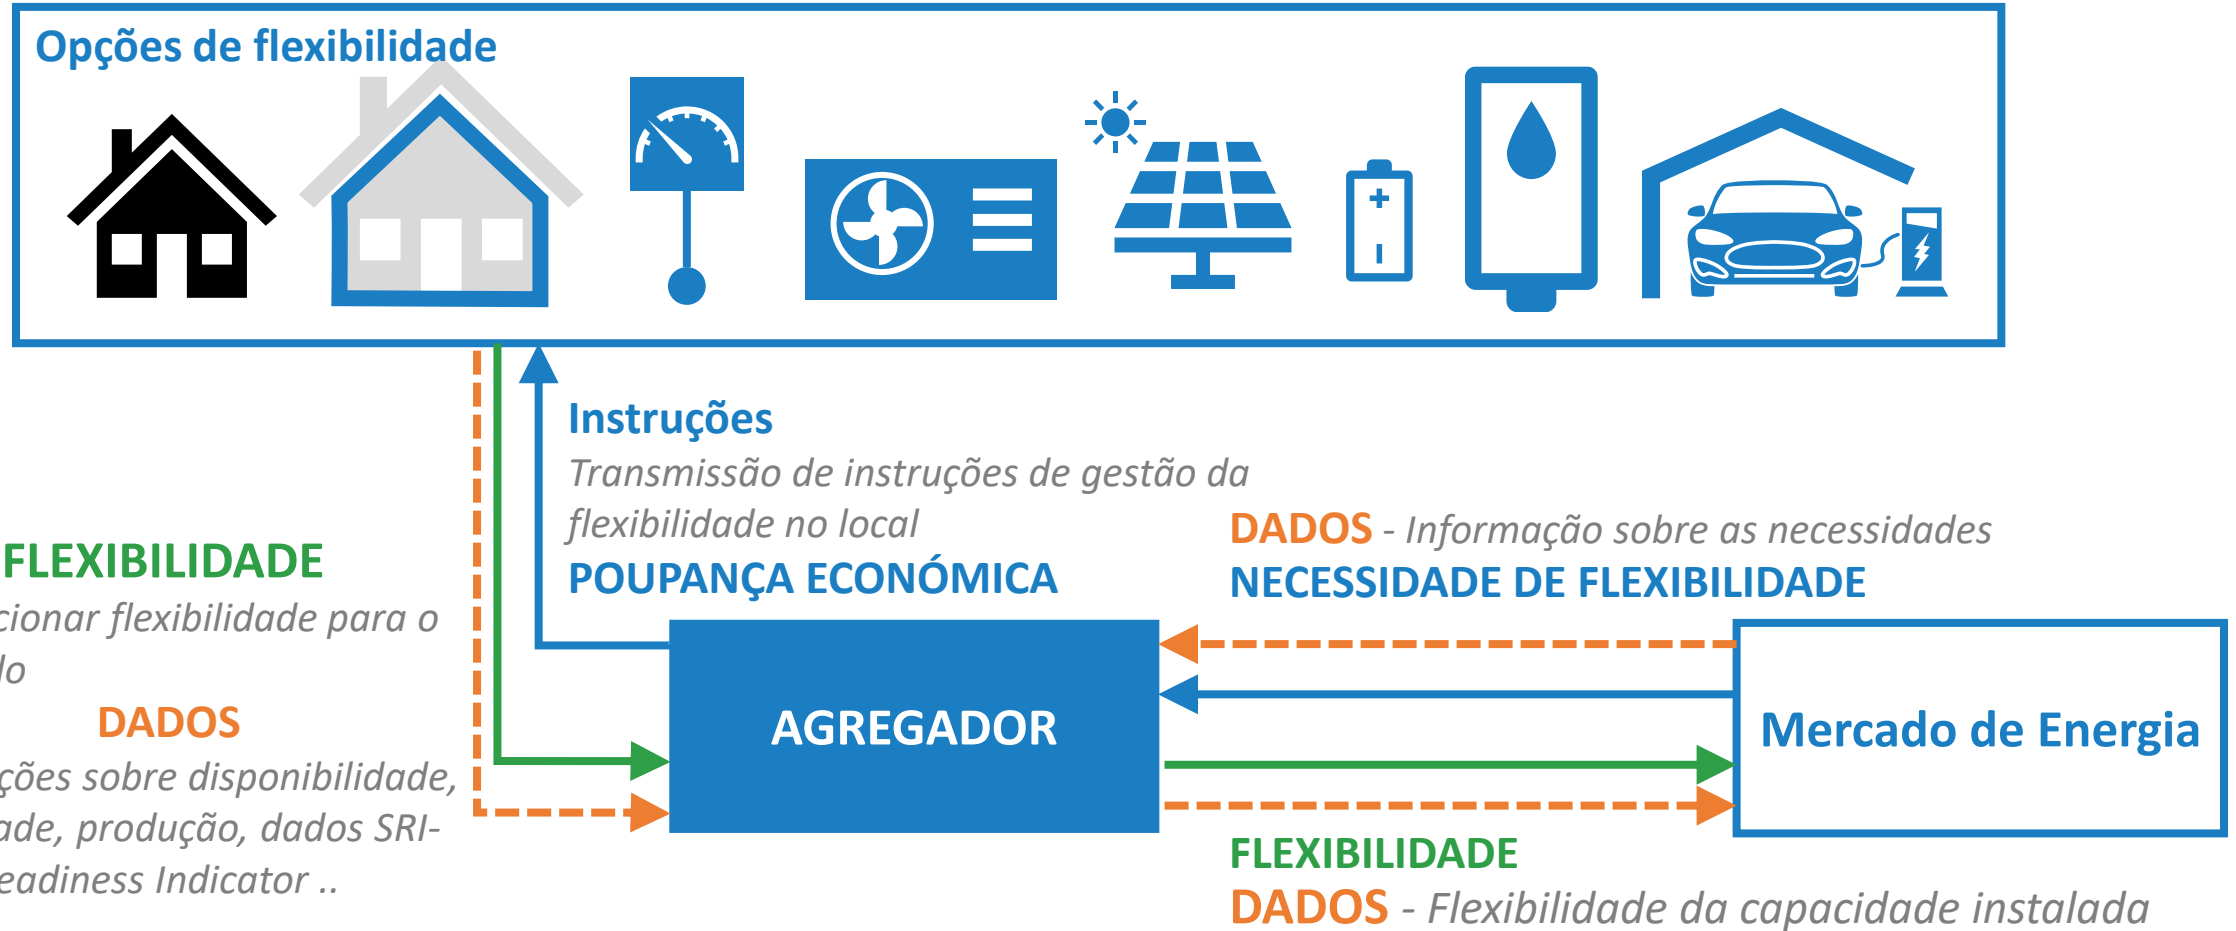 Opções de flexibilidade
Instruções
Transmissão de instruções de gestão da
flexibilidade no local
POUPANÇA ECONÓMICA
FLEXIBILIDADE
cionar flexibilidade para o
lo
DADOS
ções sobre disponibilidade,
ade, produção, dados SRI-
eadiness Indicator ..
DADOS - Informação sobre as necessidades
NECESSIDADE DE FLEXIBILIDADE
AGREGADOR
Mercado de Energia
FLEXIBILIDADE
DADOS - Flexibilidade da capacidade instalada